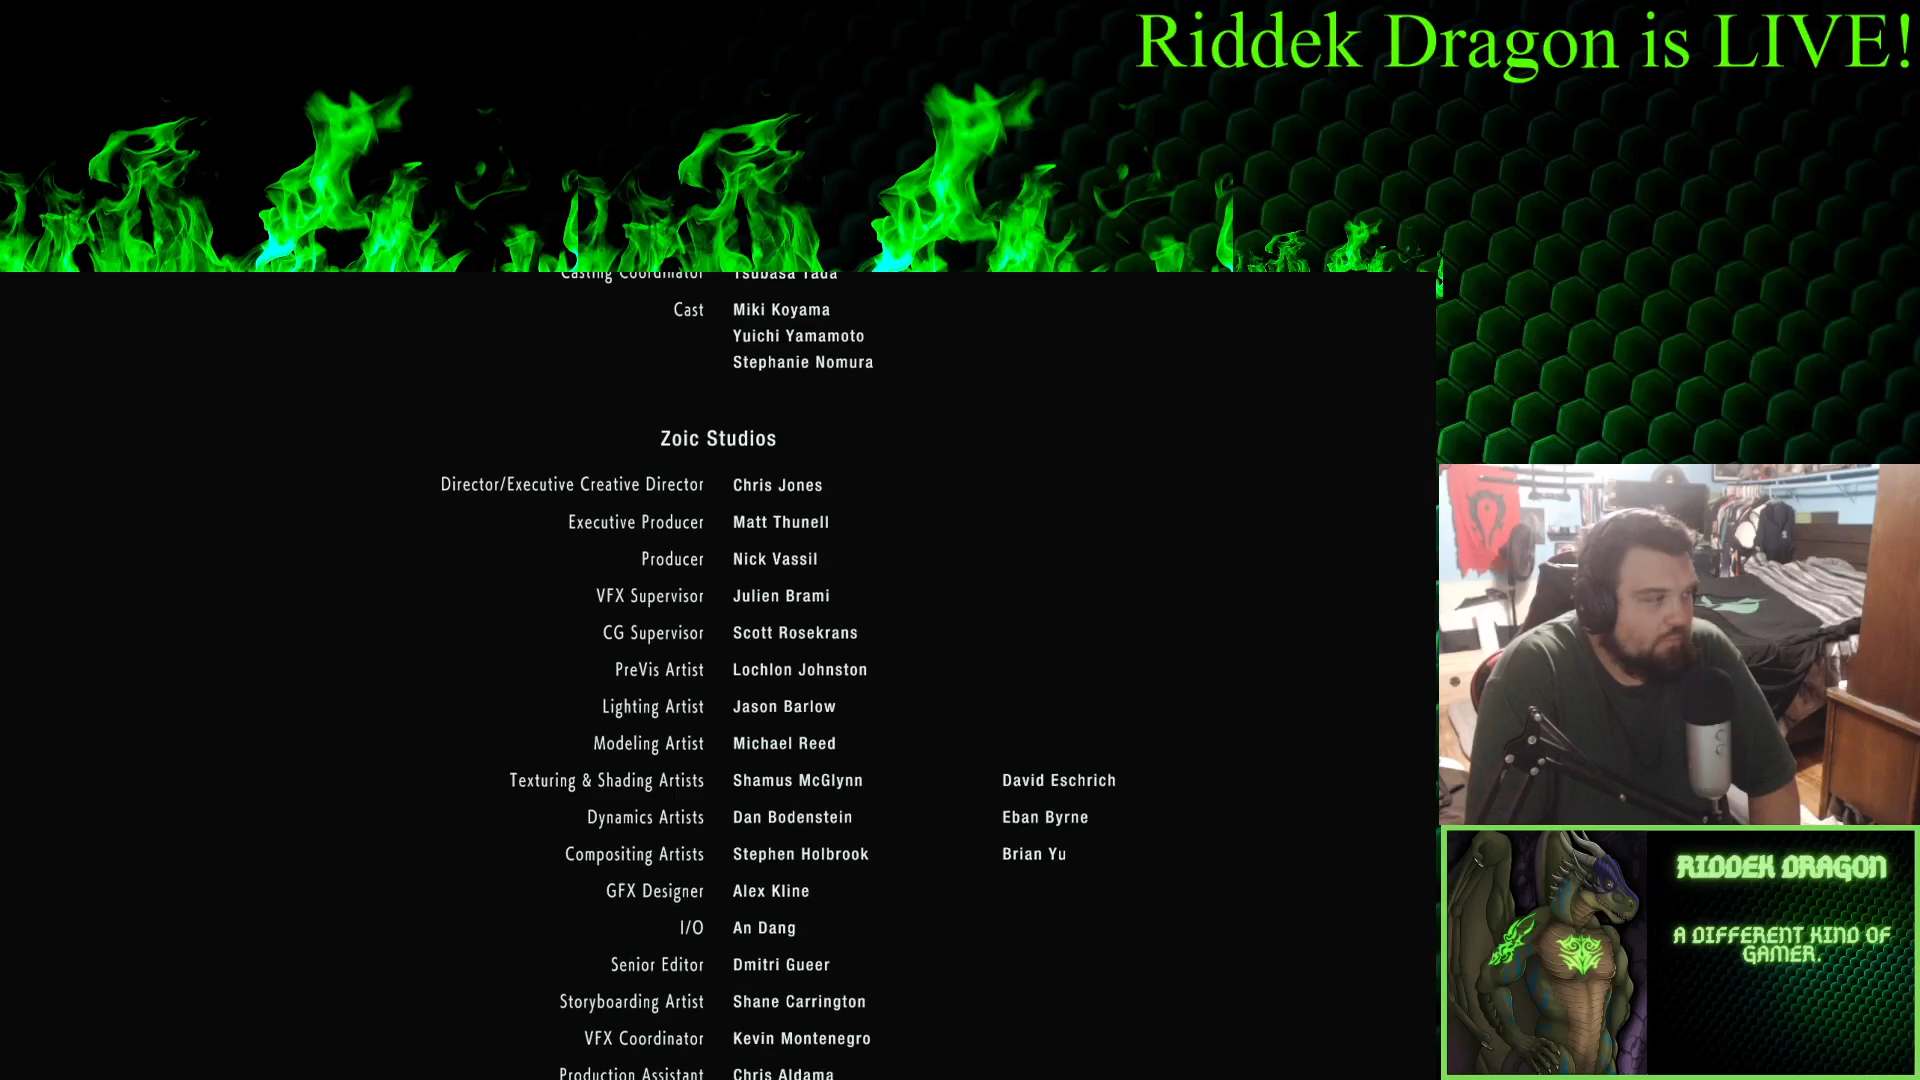 Riddek Dragon is LIVE!
Casting Coordinator Tsubasa Tada
Cast Miki Koyama
Yuichi Yamamoto
Stephanie Nomura
Zoic Studios
Director/Executive Creative Director Chris Jones
Executive Producer Matt Thunell
Producer Nick Vassil
VFX Supervisor Julien Brami
CG Supervisor Scott Rosekrans
PreVis Artist Lochlon Johnston
Lighting Artist Jason Barlow
Modeling Artist Michael Reed
Texturing & Shading Artists Shamus McGlynn David Eschrich
Dynamics Artists Dan Bodenstein Eban Byrne
Compositing Artists Stephen Holbrook Brian Yu
GFX Designer Alex Kline
I/O An Dang
Senior Editor Dmitri Gueer
Storyboarding Artist Shane Carrington
VFX Coordinator Kevin Montenegro
Production Assistant Chris Aldama
RIDDEK DRAGON
A DIFFERENT KIND OF
GAMER.